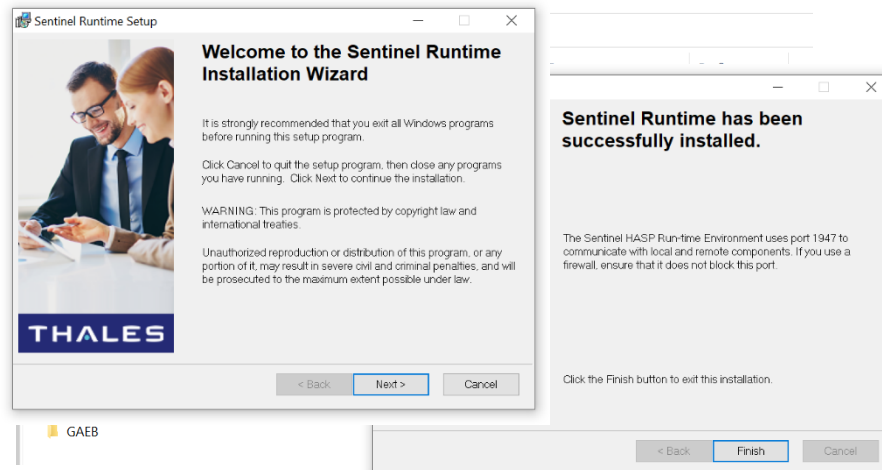 Sentinel Runtime Setup
Welcome to the Sentinel Runtime
Installation Wizard
It is strongly recommended that you exit all Windows programs
before running this setup program.
Click Cancel to quit the setup program, then close any programs
you have running. Click Next to continue the installation.
WARNING: This program is protected by copyright law and
international treaties.
Unauthorized reproduction or distribution of this program, or any
portion of it, may result in severe civil and criminal penalties, and will
be prosecuted to the maximum extent possible under law.
THALES
< Back
Next >
Cancel
GAEB
Sentinel Runtime has been
successfully installed.
The Sentinel HASP Run-time Environment uses port 1947 to
communicate with local and remote components. If you use a
firewall, ensure that it does not block this port.
Click the Finish button to exit this installation.
< Back
Finish
Cancel